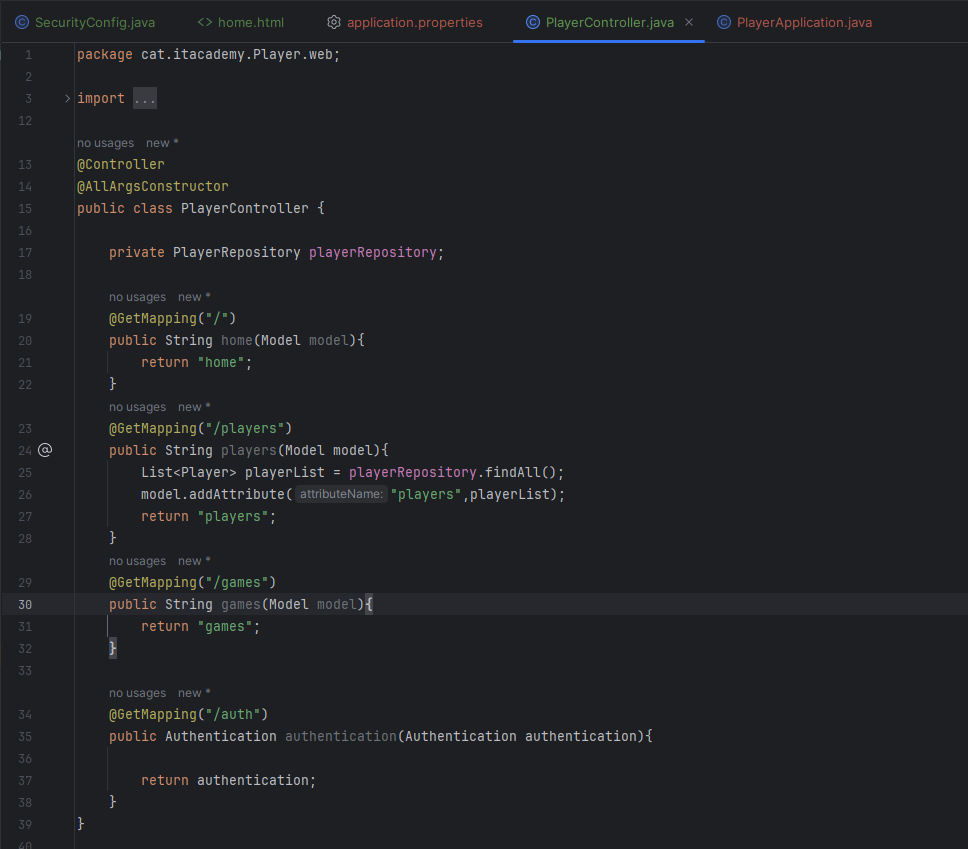 SecurityConfig.java <> home.html application.properties PlayerController.java × PlayerApplication.java
1 package cat.itacademy.Player.web;
2
3 > import ...
12
no usages new *
13 @Controller
14 @AllArgsConstructor
15 public class PlayerController {
16
17 private PlayerRepository playerRepository;
18
no usages new *
19 @GetMapping("/")
20 public String home(Model model){
21 return "home";
22 }
no usages new *
23 @GetMapping("/players")
24 @ public String players(Model model){
25 List<Player> playerList = playerRepository.findAll();
26 model.addAttribute( attributeName: "players",playerList);
27 return "players";
28 }
no usages new *
29 @GetMapping("/games")
30 public String games(Model model){
31 return "games";
32 }
33
no usages new *
34 @GetMapping("/auth")
35 public Authentication authentication(Authentication authentication){
36
37 return authentication;
38 }
39 }
40